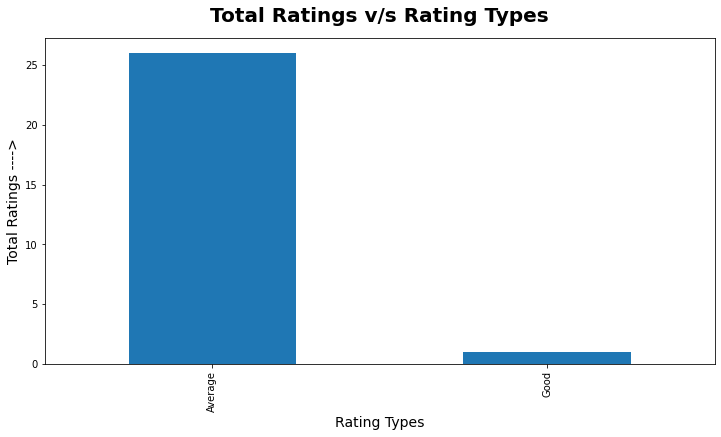 Total Ratings v/s Rating Types
Total Ratings ---->
25
20
15
10
5
0
Average
Good
Rating Types